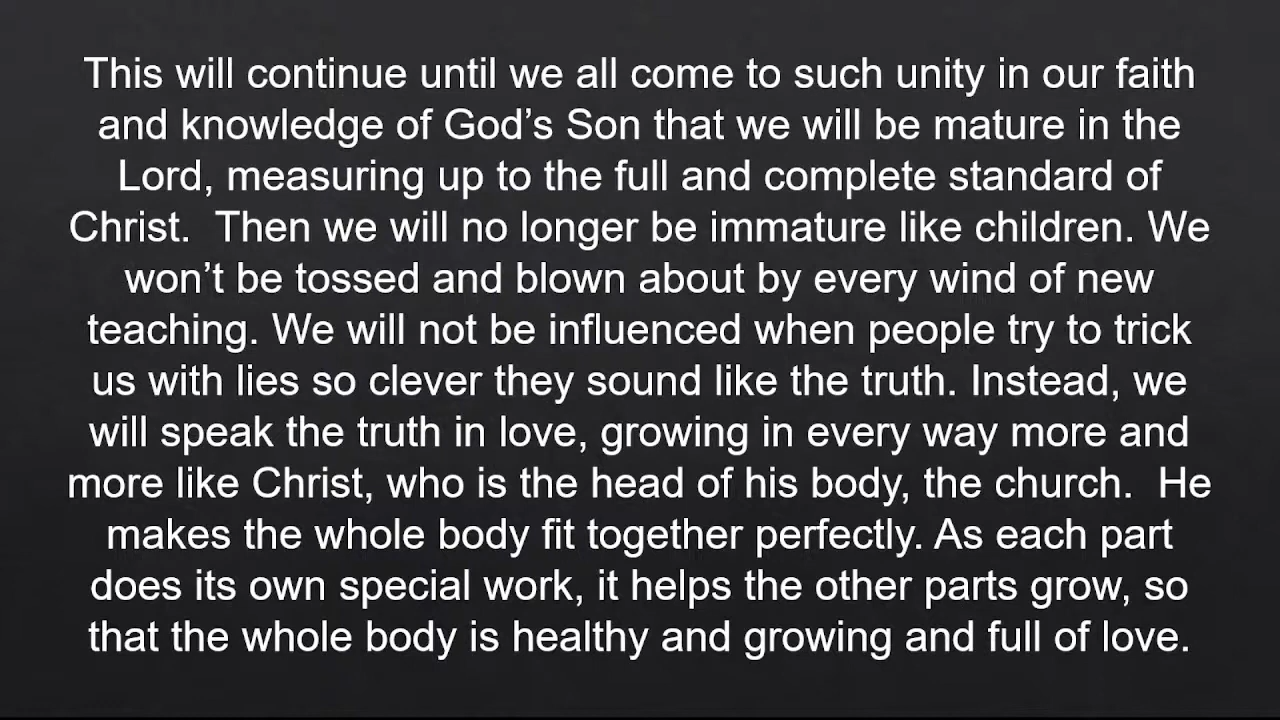 This will continue until we all come to such unity in our faith
and knowledge of God’s Son that we will be mature in the
Lord, measuring up to the full and complete standard of
Christ.  Then we will no longer be immature like children. We
won’t be tossed and blown about by every wind of new
teaching. We will not be influenced when people try to trick
us with lies so clever they sound like the truth. Instead, we
will speak the truth in love, growing in every way more and
more like Christ, who is the head of his body, the church.  He
makes the whole body fit together perfectly. As each part
does its own special work, it helps the other parts grow, so
that the whole body is healthy and growing and full of love.